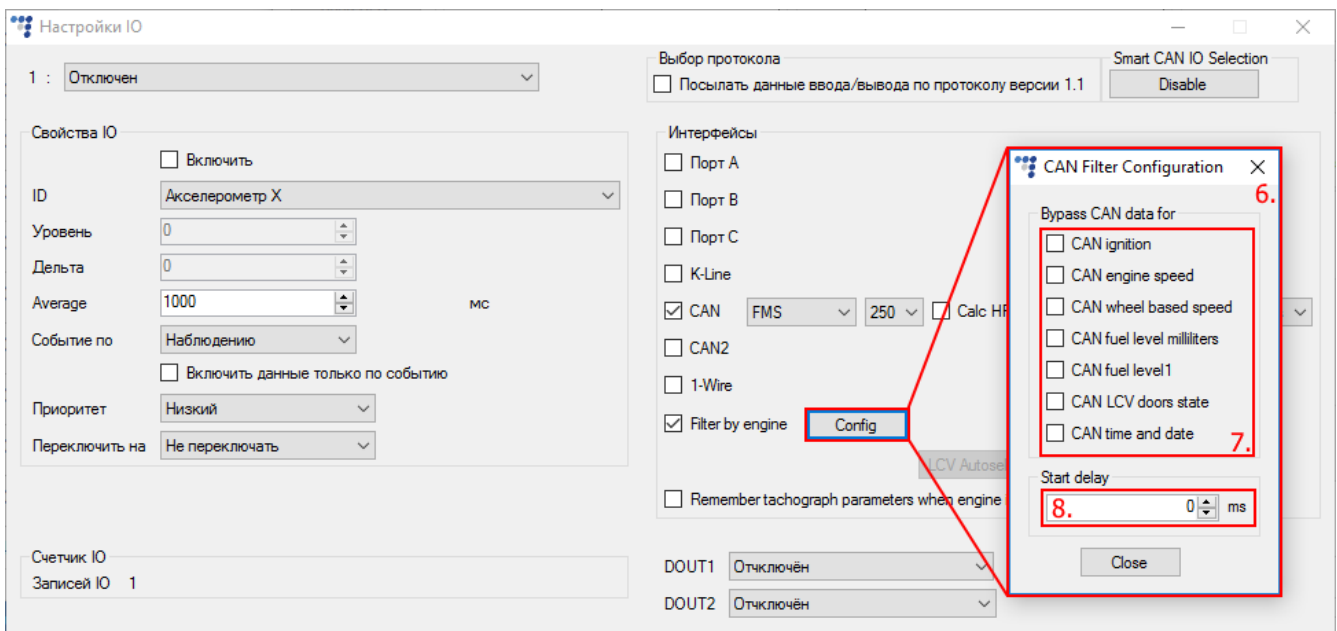 Настройки IO
1 : Отключен
Выбор протокола
Посылать данные ввода/вывода по протоколу версии 1.1
Smart CAN IO Selection
Disable
Свойства IO
Включить
ID Акселерометр X
Уровень 0
Дельта 0
Average 1000 мс
Событие по Наблюдению
Включить данные только по событию
Приоритет Низкий
Переключить на Не переключать
Счетчик IO
Записей IO 1
Интерфейсы
Порт A
Порт B
Порт C
K-Line
CAN FMS 250 Calc
CAN2
1-Wire
Filter by engine Config
LCV
Remember tachograph parameters when engine
DOUT1 Отчключён
DOUT2 Отчключён
CAN Filter Configuration
6.
Bypass CAN data for
CAN ignition
CAN engine speed
CAN wheel based speed
CAN fuel level milliliters
CAN fuel level1
CAN LCV doors state
CAN time and date
7.
Start delay
8. 0 ms
Close